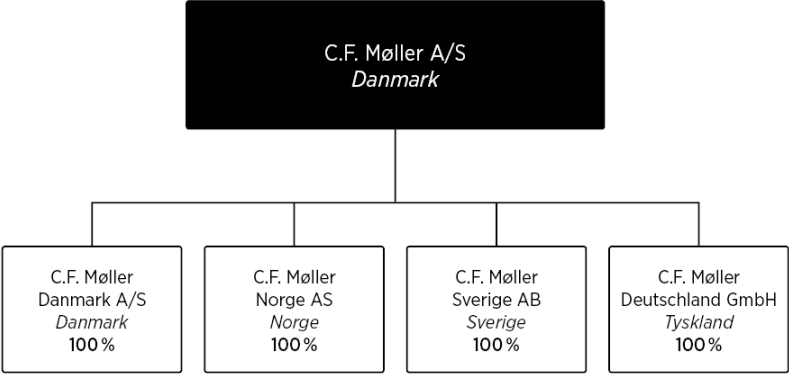 C.F. Møller A/S
Danmark
C.F. Møller
Danmark A/S
Danmark
100 %
C.F. Møller
Norge AS
Norge
100 %
C.F. Møller
Sverige AB
Sverige
100 %
C.F. Møller
Deutschland GmbH
Tyskland
100 %